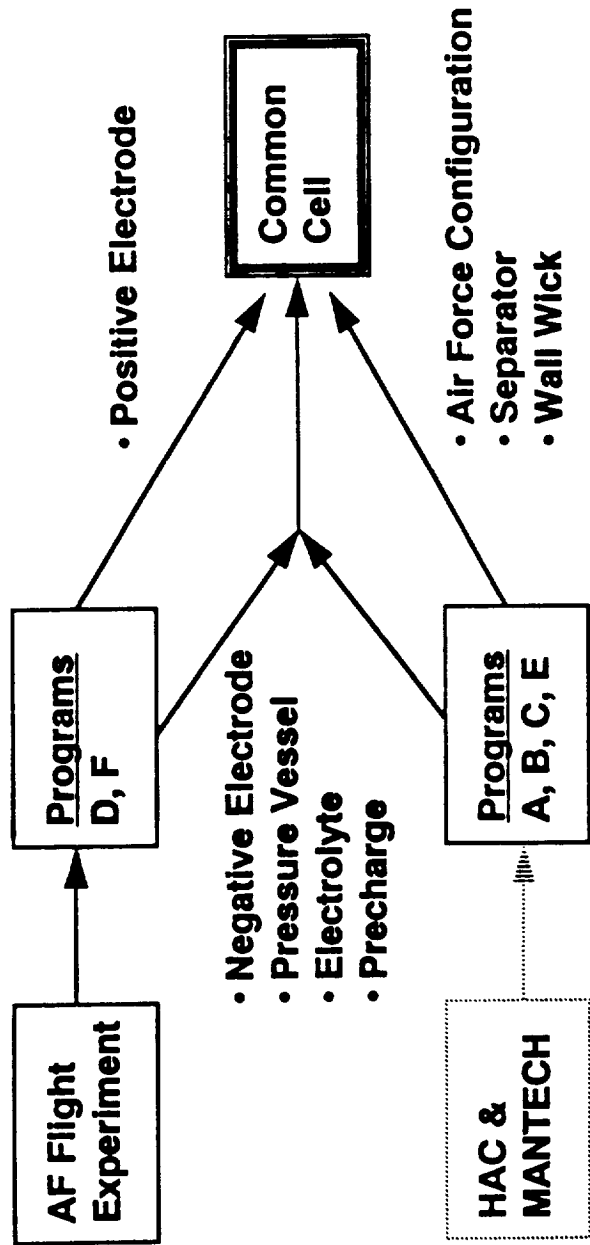 AF Flight
Experiment
Programs
D, F
• Positive Electrode
• Negative Electrode
• Pressure Vessel
• Electrolyte
• Precharge
Common
Cell
HAC &
MANTECH
Programs
A, B, C, E
• Air Force Configuration
• Separator
• Wall Wick